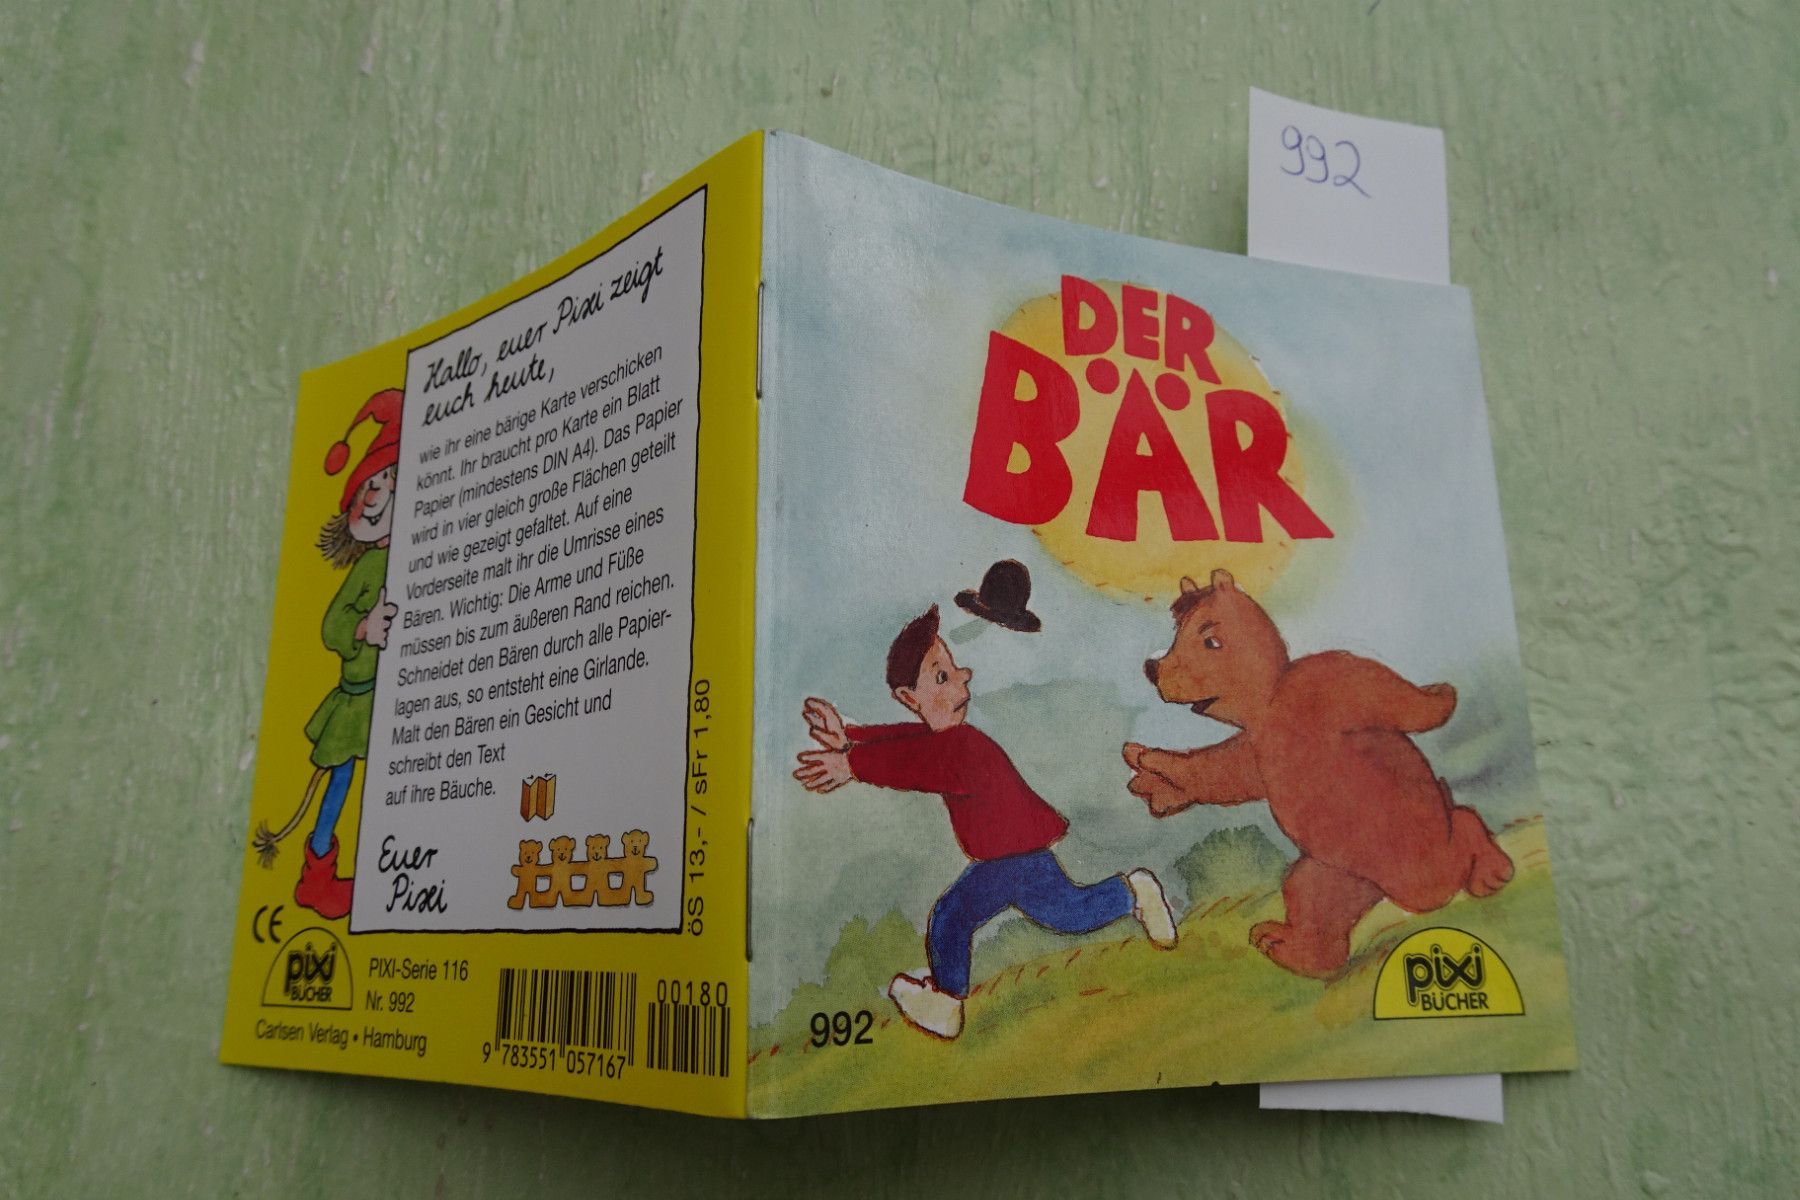 Hallo, euer Pixi zeigt
euch heute,
wie ihr eine bärige Karte verschicken
könnt. Ihr braucht pro Karte ein Blatt
Papier (mindestens DIN A4). Das Papier
wird in vier gleich große Flächen geteilt
und wie gezeigt gefaltet. Auf eine
Vorderseite malt ihr die Umrisse eines
Bären. Wichtig: Die Arme und Füße
müssen bis zum äußeren Rand reichen.
Schneidet den Bären durch alle Papier-
lagen aus, so entsteht eine Girlande.
Malt den Bären ein Gesicht und
schreibt den Text
auf ihre Bäuche.
Euer
Pixi
öS 13,- / sFr 1,80
CE
pixi
BÜCHER
PIXI-Serie 116
Nr. 992
Carlsen Verlag • Hamburg
00180
9 783551 057167
992
DER
BÄR
992
pixi
BÜCHER